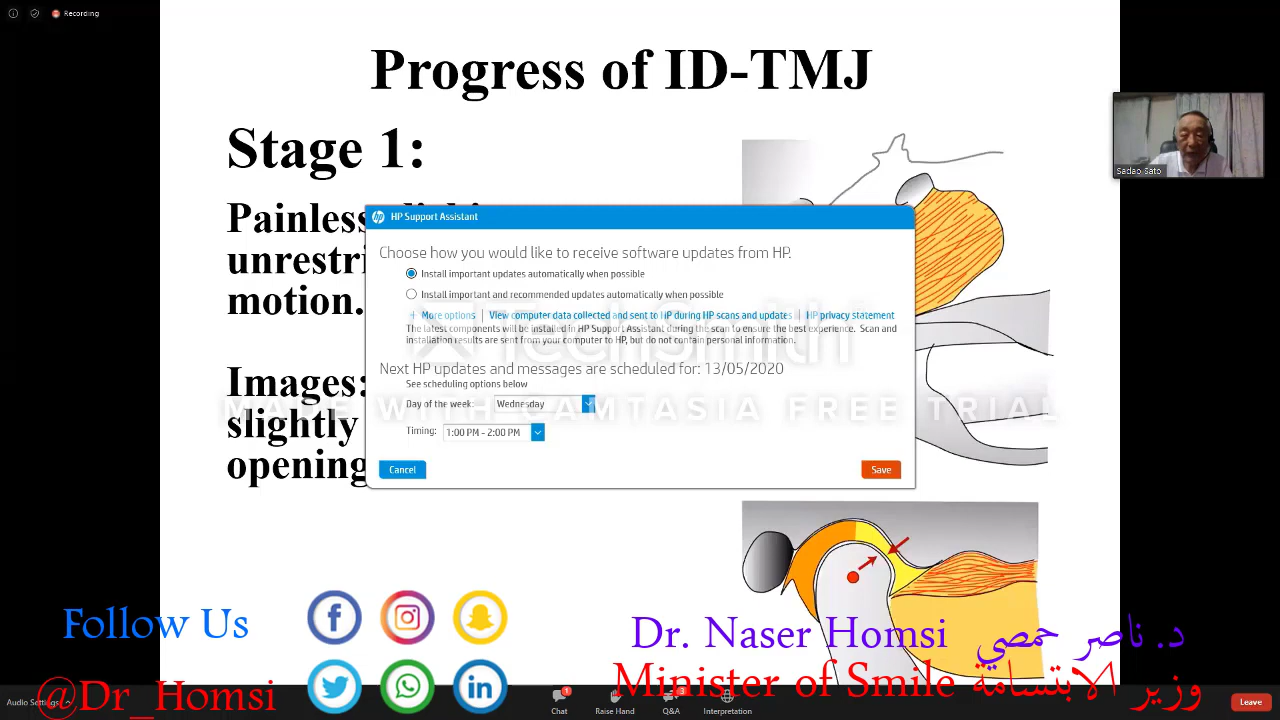 Recording
Progress of ID-TMJ
Stage 1:
Painless
unrestri
motion.
Images:
slightly
opening
Sadao Sato
HP Support Assistant
Choose how you would like to receive software updates from HP.
Install important updates automatically when possible
Install important and recommended updates automatically when possible
+ More options | View computer data collected and sent to HP during HP scans and updates | HP privacy statement
The latest components will be installed in HP Support Assistant during the scan to ensure the best experience. Scan and
installation results are sent from your computer to HP, but do not contain personal information.
Next HP updates and messages are scheduled for: 13/05/2020
See scheduling options below
Day of the week: Wednesday
Timing: 1:00 PM - 2:00 PM
Cancel
Save
TechSmith
MADE WITH CAMTASIA FREE TRIAL
Follow Us
@Dr_Homsi
Dr. Naser Homsi د. ناصر حمصي
Minister of Smile وزير الابتسامة
Audio Settings
Chat 1
Raise Hand
Q&A 3
Interpretation
Leave